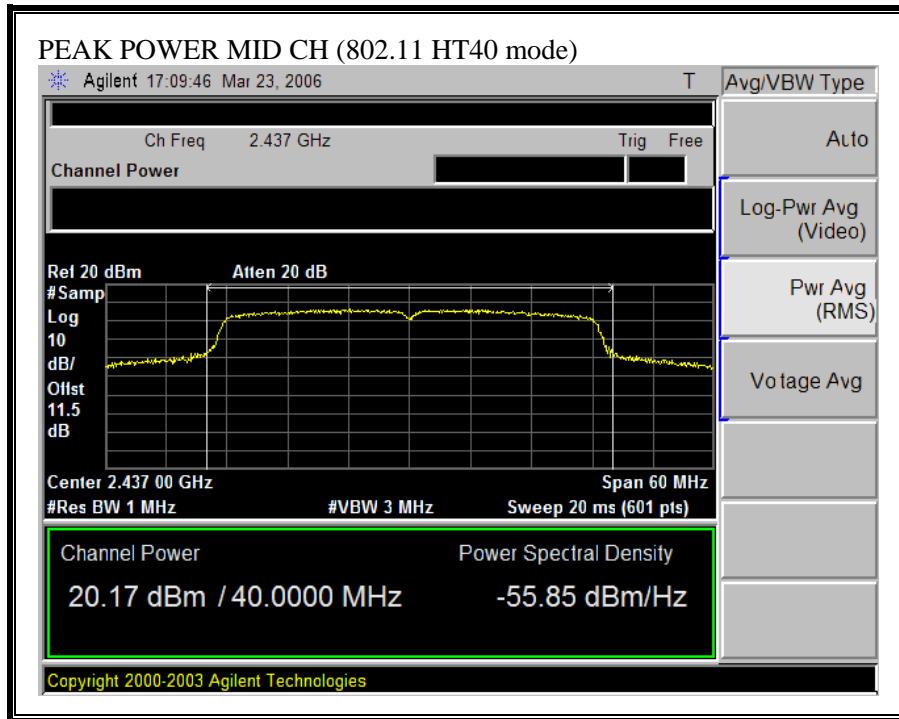 PEAK POWER MID CH (802.11 HT40 mode)
Agilent 17:09:46 Mar 23, 2006 T
Avg/VBW Type
Ch Freq 2.437 GHz Trig Free
Channel Power
Auto
Log-Pwr Avg
(Video)
Pwr Avg
(RMS)
Vo tage Avg
Ref 20 dBm Atten 20 dB
#Samp
Log
10
dB/
Offst
11.5
dB
Center 2.437 00 GHz Span 60 MHz
#Res BW 1 MHz #VBW 3 MHz Sweep 20 ms (601 pts)
Channel Power Power Spectral Density
20.17 dBm / 40.0000 MHz -55.85 dBm/Hz
Copyright 2000-2003 Agilent Technologies